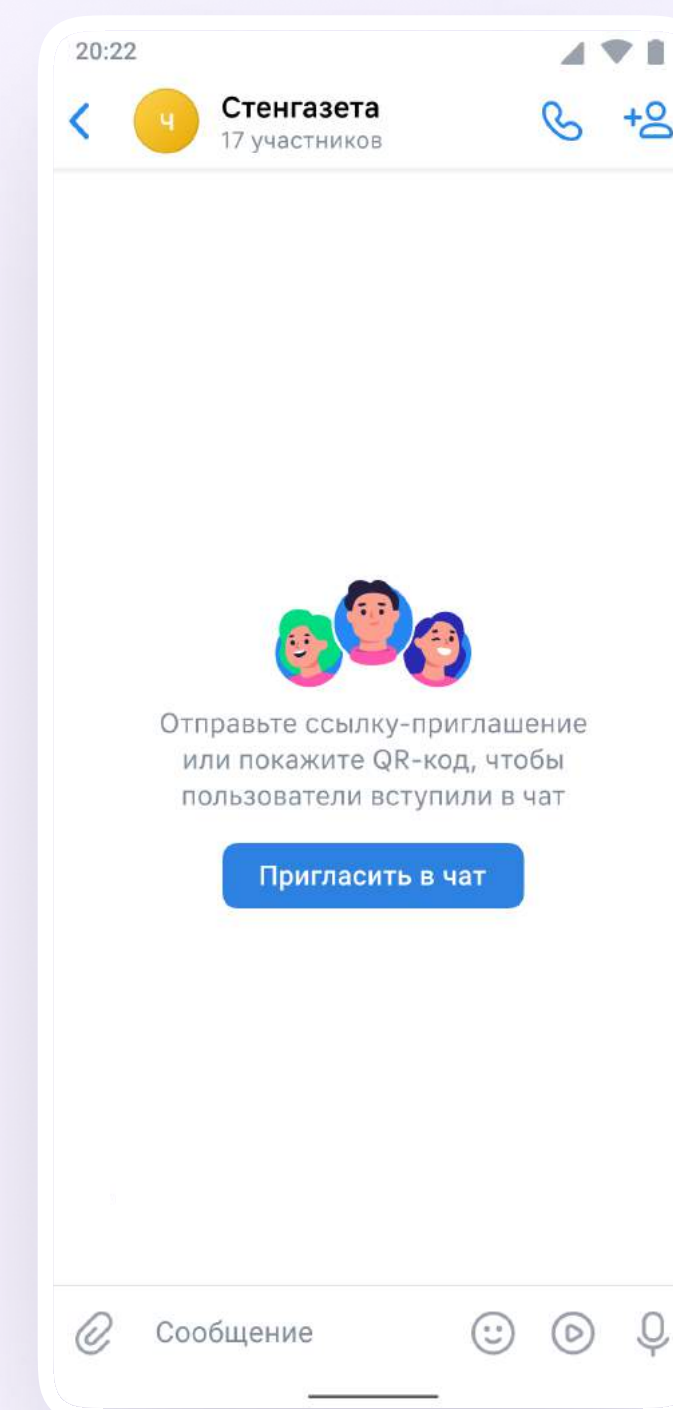 20:22
Ч
Стенгазета
17 участников
Отправьте ссылку-приглашение
или покажите QR-код, чтобы
пользователи вступили в чат
Пригласить в чат
Сообщение